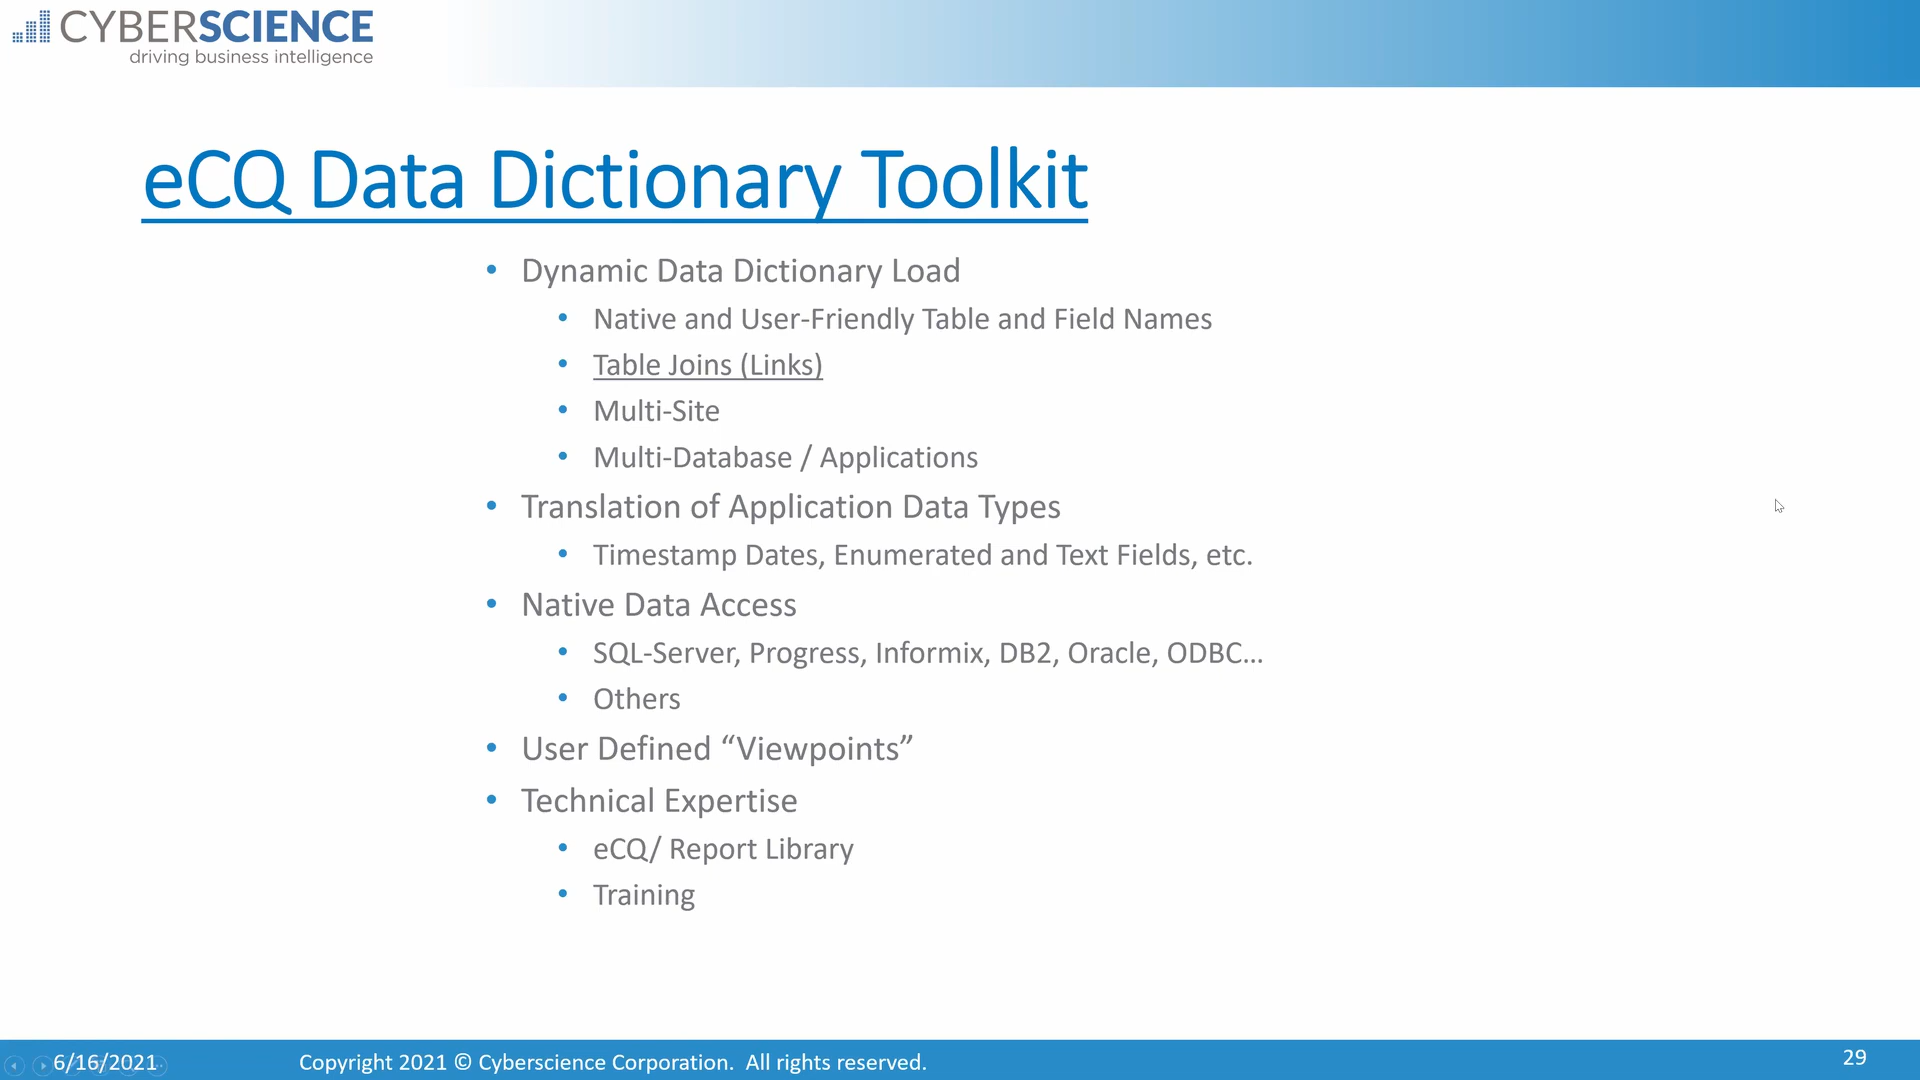 CYBERSCIENCE
driving business intelligence
eCQ Data Dictionary Toolkit
• Dynamic Data Dictionary Load
• Native and User-Friendly Table and Field Names
• Table Joins (Links)
• Multi-Site
• Multi-Database / Applications
• Translation of Application Data Types
• Timestamp Dates, Enumerated and Text Fields, etc.
• Native Data Access
• SQL-Server, Progress, Informix, DB2, Oracle, ODBC…
• Others
• User Defined “Viewpoints”
• Technical Expertise
• eCQ/ Report Library
• Training
6/16/2021
Copyright 2021 © Cyberscience Corporation. All rights reserved.
29